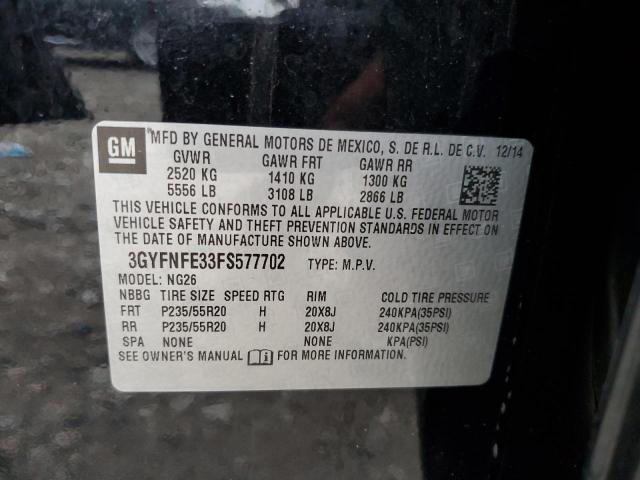 GM "MFD BY GENERAL MOTORS DE MEXICO, S. DE R.L. DE C.V. 12/14
GVWR GAWR FRT GAWR RR
2520 KG 1410 KG 1300 KG
5556 LB 3108 LB 2866 LB
THIS VEHICLE CONFORMS TO ALL APPLICABLE U.S. FEDERAL MOTOR
VEHICLE SAFETY AND THEFT PREVENTION STANDARDS IN EFFECT ON
THE DATE OF MANUFACTURE SHOWN ABOVE.
3GYFNFE33FS577702 TYPE: M.P.V.
MODEL: NG26
NBBG TIRE SIZE SPEED RTG RIM COLD TIRE PRESSURE
FRT P235/55R20 H 20X8J 240KPA(35PSI)
RR P235/55R20 H 20X8J 240KPA(35PSI)
SPA NONE NONE KPA(PSI)
SEE OWNER'S MANUAL FOR MORE INFORMATION.